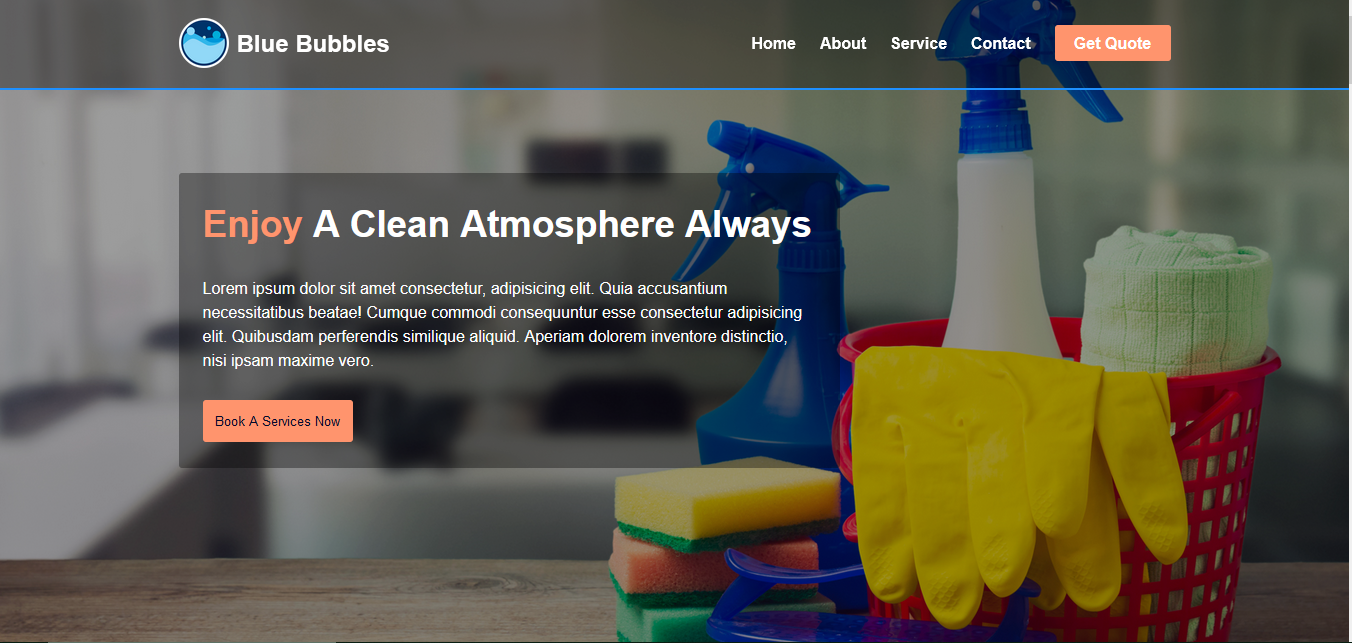 Blue Bubbles
Home About Service Contact Get Quote
Enjoy A Clean Atmosphere Always
Lorem ipsum dolor sit amet consectetur, adipisicing elit. Quia accusantium
necessitatibus beatae! Cumque commodi consequuntur esse consectetur adipisicing
elit. Quibusdam perferendis similique aliquid. Aperiam dolorem inventore distinctio,
nisi ipsam maxime vero.
Book A Services Now